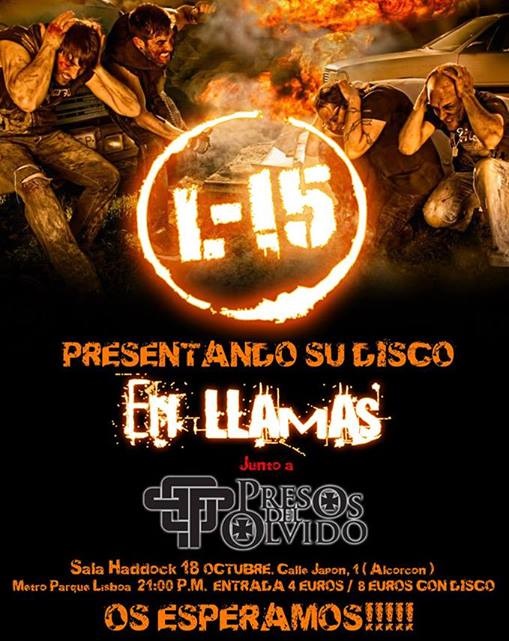 L-15
PRESENTANDO SU DISCO
EN LLAMAS
Junto a
PRESOS
DEL
OLVIDO
Sala Haddock 18 OCTUBRE. Calle Japon, 1 ( Alcorcon )
Metro Parque Lisboa 21:00 P.M. ENTRADA 4 EUROS / 8 EUROS CON DISCO
OS ESPERAMOS!!!!!